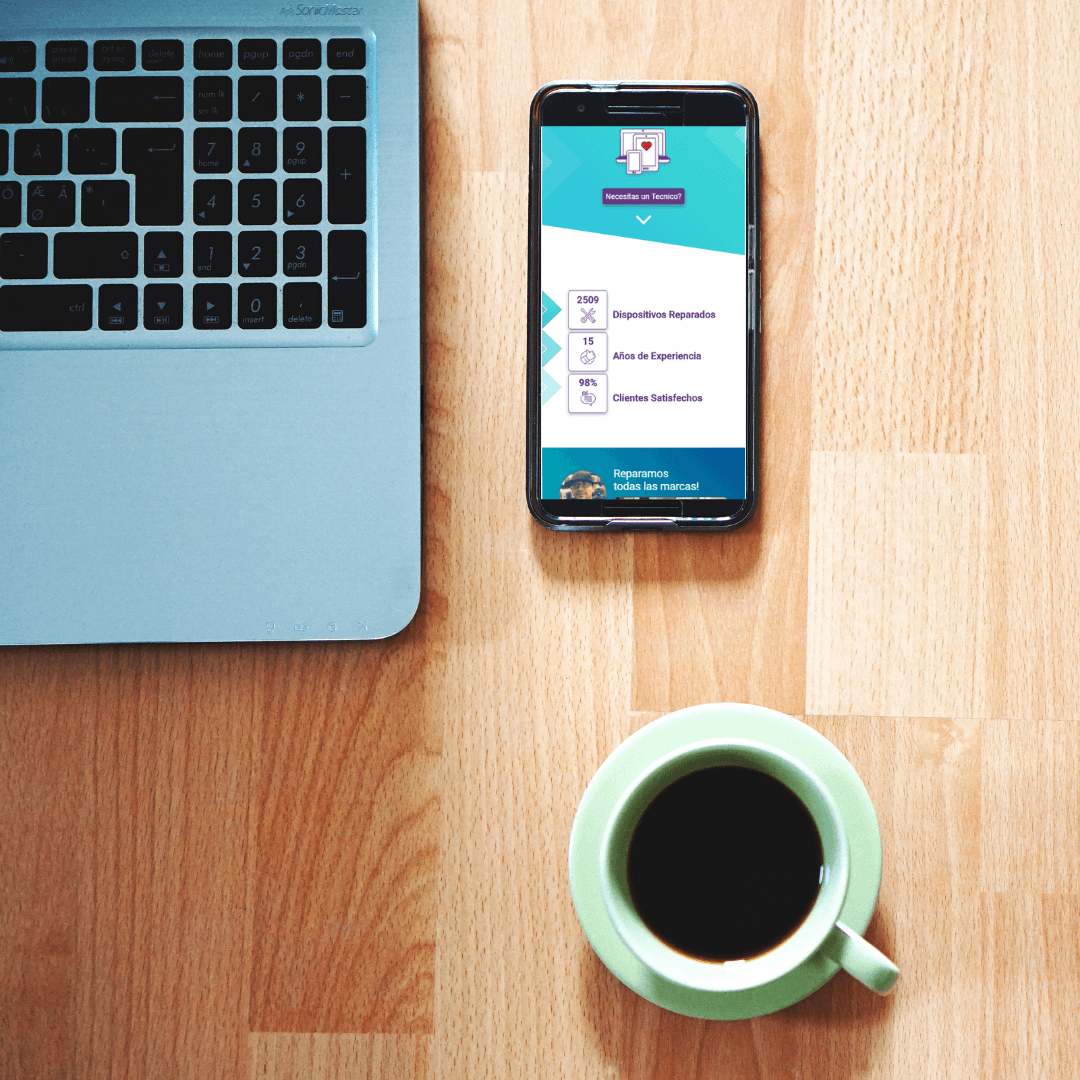 SonicMaster
pause
break
prt sc
delete
home
pgup
pgdn
end
num lk
scr lk
/
*
-
7
home
8
9
pgup
+
4
5
6
1
end
2
3
pgdn
ctrl
0
insert
delete
Å
Æ
Ø
Necesitas un Tecnico?
2509
Dispositivos Reparados
15
Años de Experiencia
98%
Clientes Satisfechos
Reparamos
todas las marcas!